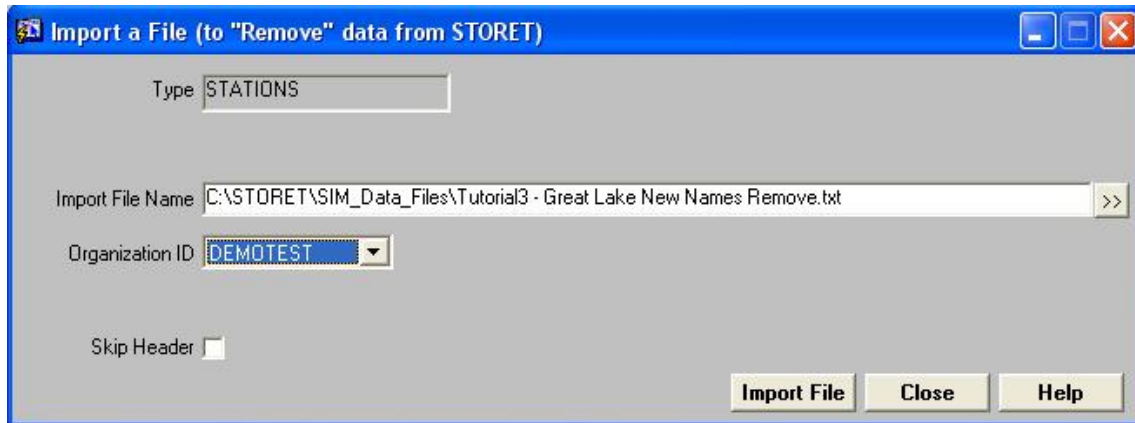 Import a File (to "Remove" data from STORET)
Type STATIONS
Import File Name C:\STORET\SIM_Data_Files\Tutorial3 - Great Lake New Names Remove.txt >>
Organization ID DEMOTEST
Skip Header
Import File Close Help